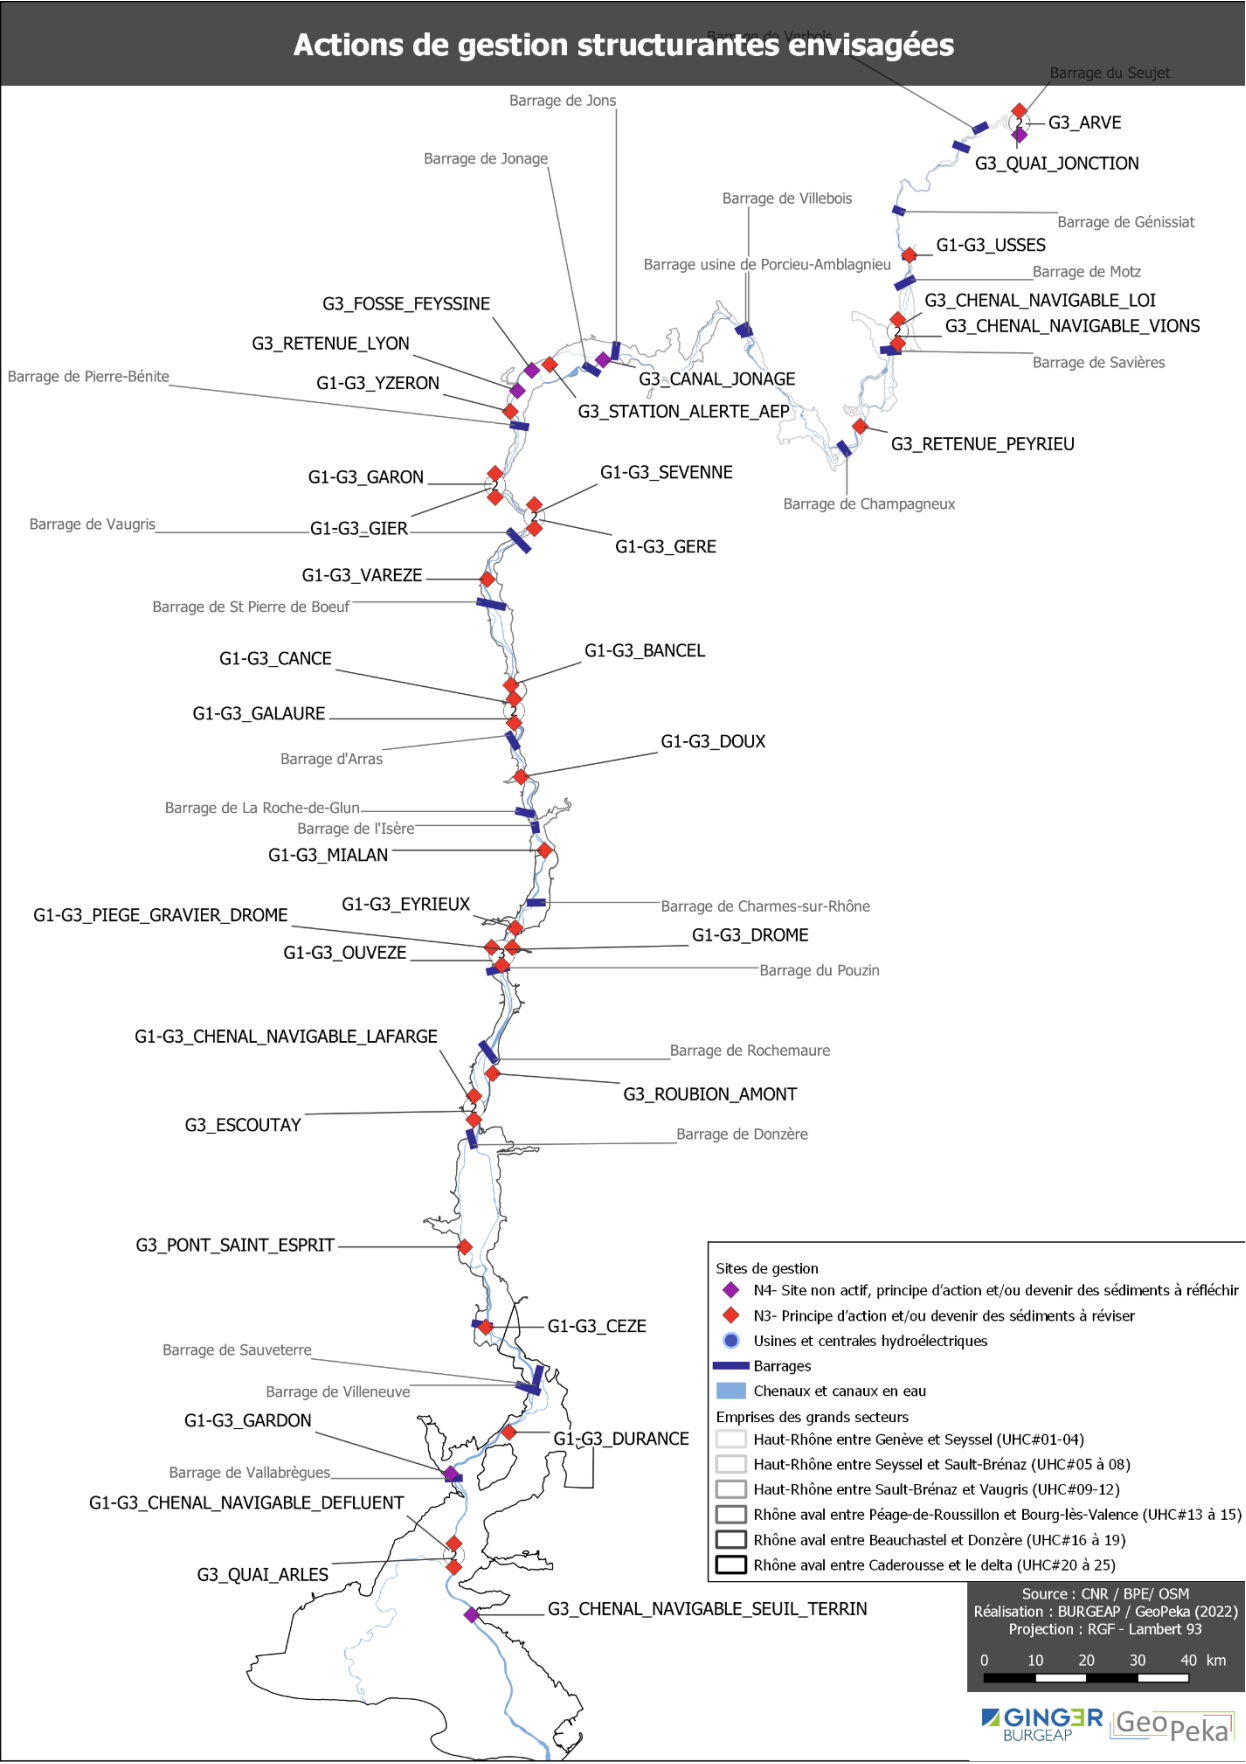 Actions de gestion structurantes envisagées
Barrage de Verbois
Barrage du Seujet
Barrage de Jons
2
G3_ARVE
Barrage de Jonage
G3_QUAI_JONCTION
Barrage de Villebois
Barrage de Génissiat
G1-G3_USSES
Barrage usine de Porcieu-Amblagnieu
Barrage de Motz
G3_FOSSE_FEYSSINE
G3_CHENAL_NAVIGABLE_LOI
2
G3_CHENAL_NAVIGABLE_VIONS
G3_RETENUE_LYON
Barrage de Savières
Barrage de Pierre-Bénite
G1-G3_YZERON
G3_CANAL_JONAGE
G3_STATION_ALERTE_AEP
G3_RETENUE_PEYRIEU
G1-G3_GARON
2
G1-G3_SEVENNE
Barrage de Champagneux
Barrage de Vaugris
G1-G3_GIER
2
G1-G3_GERE
G1-G3_VAREZE
Barrage de St Pierre de Boeuf
G1-G3_BANCEL
G1-G3_CANCE
G1-G3_GALAURE
2
G1-G3_DOUX
Barrage d'Arras
Barrage de La Roche-de-Glun
Barrage de l'Isère
G1-G3_MIALAN
G1-G3_EYRIEUX
Barrage de Charmes-sur-Rhône
G1-G3_PIEGE_GRAVIER_DROME
G1-G3_DROME
G1-G3_OUVEZE
3
Barrage du Pouzin
G1-G3_CHENAL_NAVIGABLE_LAFARGE
Barrage de Rochemaure
G3_ROUBION_AMONT
2
G3_ESCOUTAY
Barrage de Donzère
G3_PONT_SAINT_ESPRIT
G1-G3_CEZE
Barrage de Sauveterre
Barrage de Villeneuve
G1-G3_GARDON
G1-G3_DURANCE
Barrage de Vallabrègues
G1-G3_CHENAL_NAVIGABLE_DEFLUENT
2
G3_QUAI_ARLES
G3_CHENAL_NAVIGABLE_SEUIL_TERRIN
Sites de gestion
N4- Site non actif, principe d'action et/ou devenir des sédiments à réfléchir
N3- Principe d'action et/ou devenir des sédiments à réviser
Usines et centrales hydroélectriques
Barrages
Chenaux et canaux en eau
Emprises des grands secteurs
Haut-Rhône entre Genève et Seyssel (UHC#01-04)
Haut-Rhône entre Seyssel et Sault-Brénaz (UHC#05 à 08)
Haut-Rhône entre Sault-Brénaz et Vaugris (UHC#09-12)
Rhône aval entre Péage-de-Roussillon et Bourg-lès-Valence (UHC#13 à 15)
Rhône aval entre Beauchastel et Donzère (UHC#16 à 19)
Rhône aval entre Caderousse et le delta (UHC#20 à 25)
Source : CNR / BPE/ OSM
Réalisation : BURGEAP / GeoPeka (2022)
Projection : RGF - Lambert 93
0 10 20 30 40 km
GINGER
BURGEAP
GeoPeka